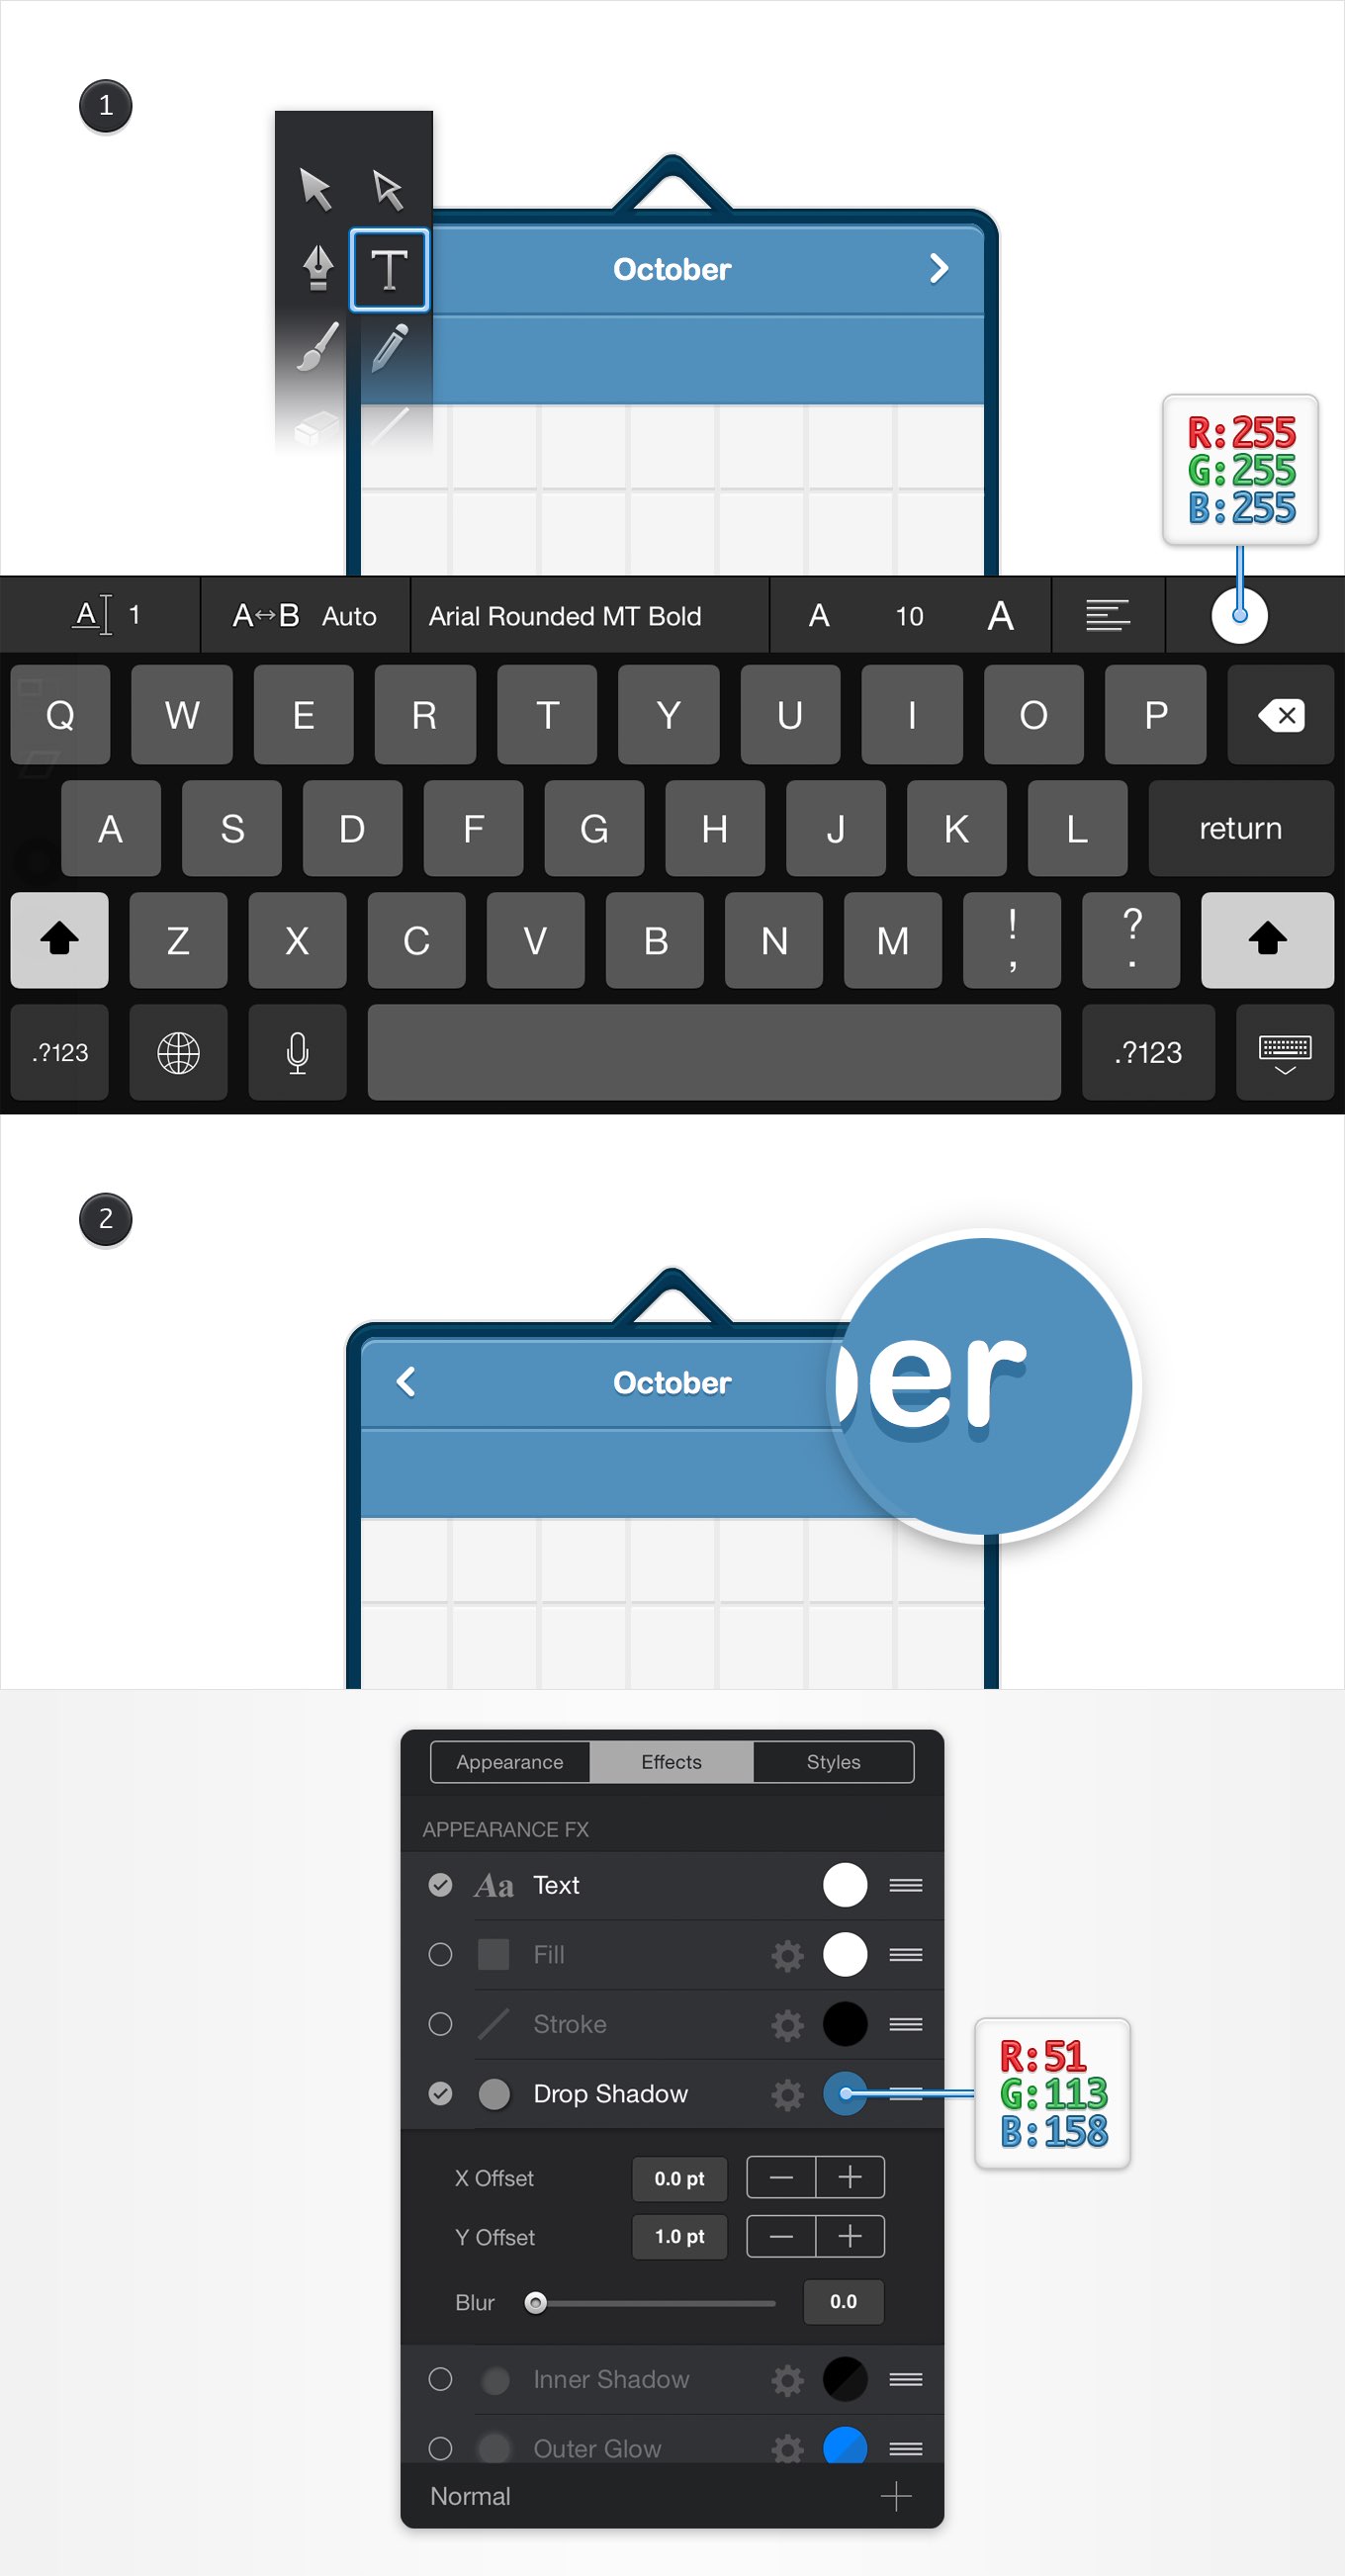 1
T
October
R:255
G:255
B:255
A 1
A↔B Auto
Arial Rounded MT Bold
A 10 A
Q W E R T Y U I O P
A S D F G H J K L return
Z X C V B N M ! , ? .
.?123 .?123
2
October
er
Appearance Effects Styles
APPEARANCE FX
Aa Text
Fill
Stroke
Drop Shadow
R:51
G:113
B:158
X Offset 0.0 pt
Y Offset 1.0 pt
Blur 0.0
Inner Shadow
Outer Glow
Normal